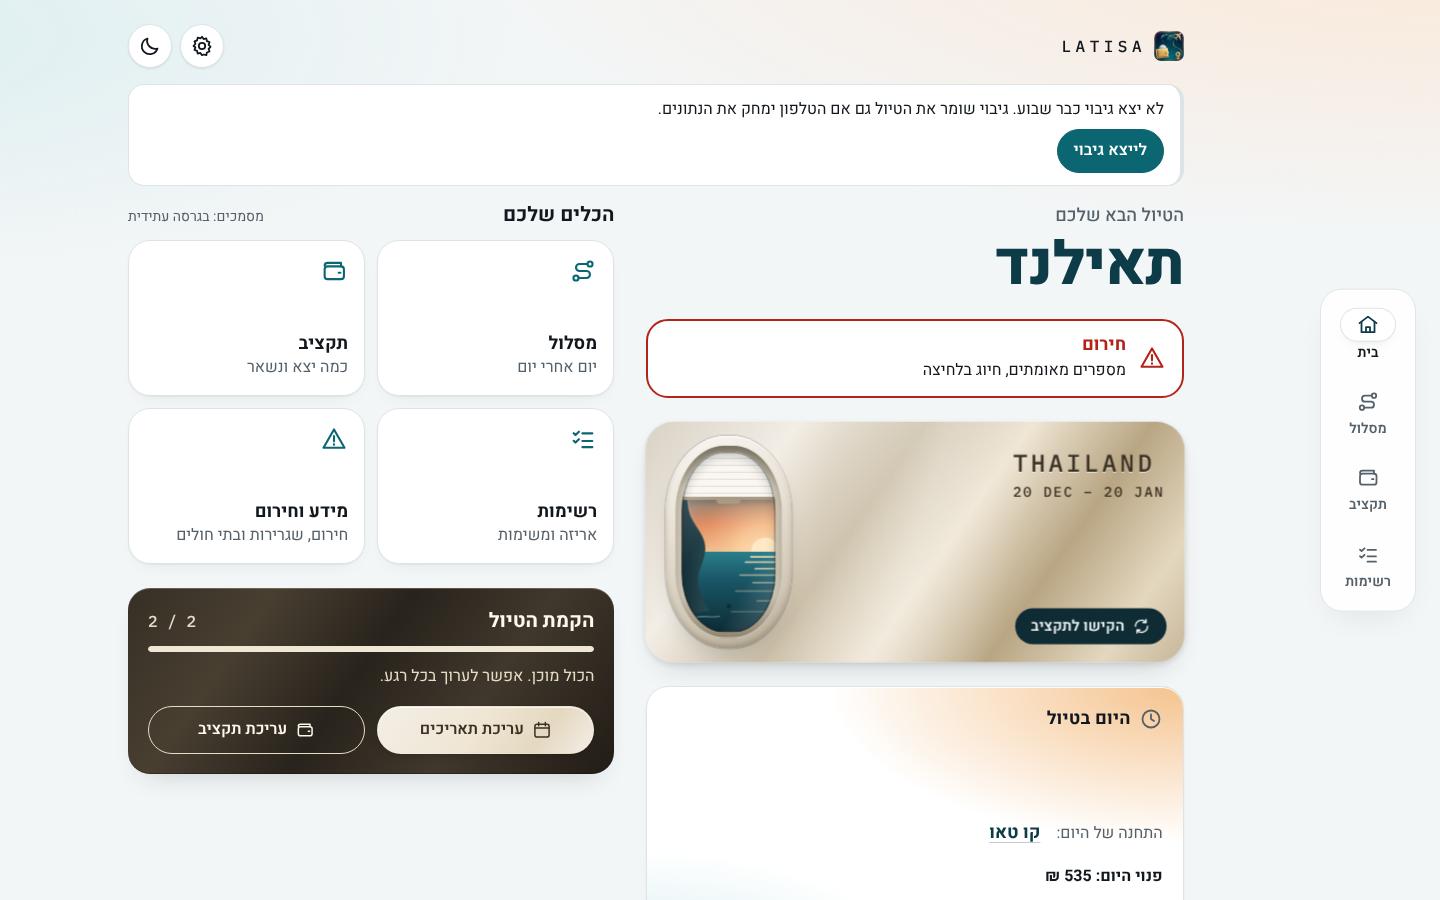 LATISA
לא יצא גיבוי כבר שבוע. גיבוי שומר את הטיול גם אם הטלפון ימחק את הנתונים.
לייצא גיבוי
הטיול הבא שלכם
תאילנד
חירום
מספרים מאומתים, חיוג בלחיצה
THAILAND
20 DEC – 20 JAN
הקישו לתקציב
היום בטיול
התחנה של היום: קו טאו
פנוי היום: 535 ₪
הכלים שלכם
מסמכים: בגרסה עתידית
מסלול
יום אחרי יום
תקציב
כמה יצא ונשאר
רשימות
אריזה ומשימות
מידע וחירום
חירום, שגרירות ובתי חולים
הקמת הטיול
2 / 2
הכול מוכן. אפשר לערוך בכל רגע.
עריכת תאריכים
עריכת תקציב
בית
מסלול
תקציב
רשימות